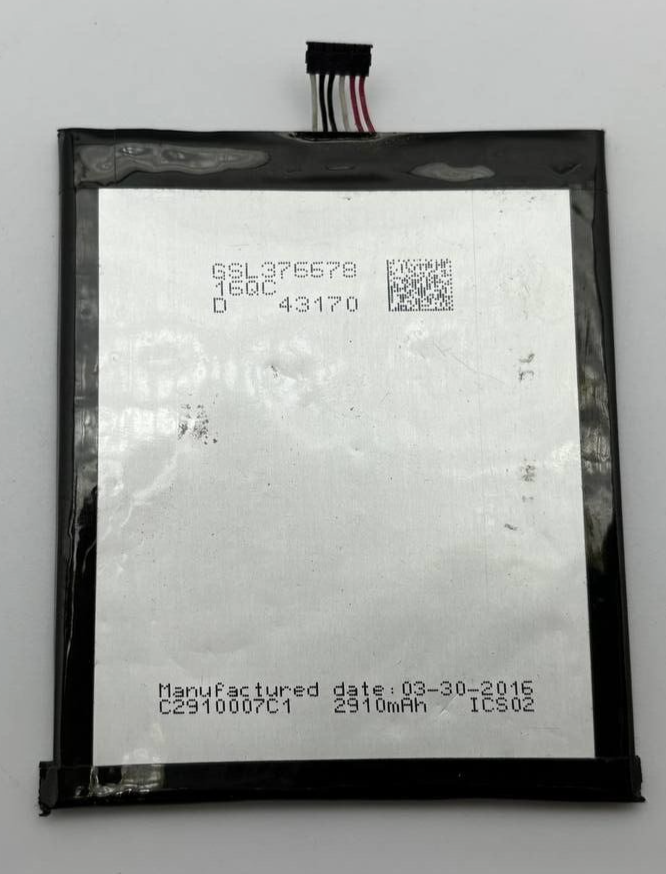 GSL376678
16QC
D 43170
Manufactured date:03-30-2016
C2910007C1 2910mAh ICS02